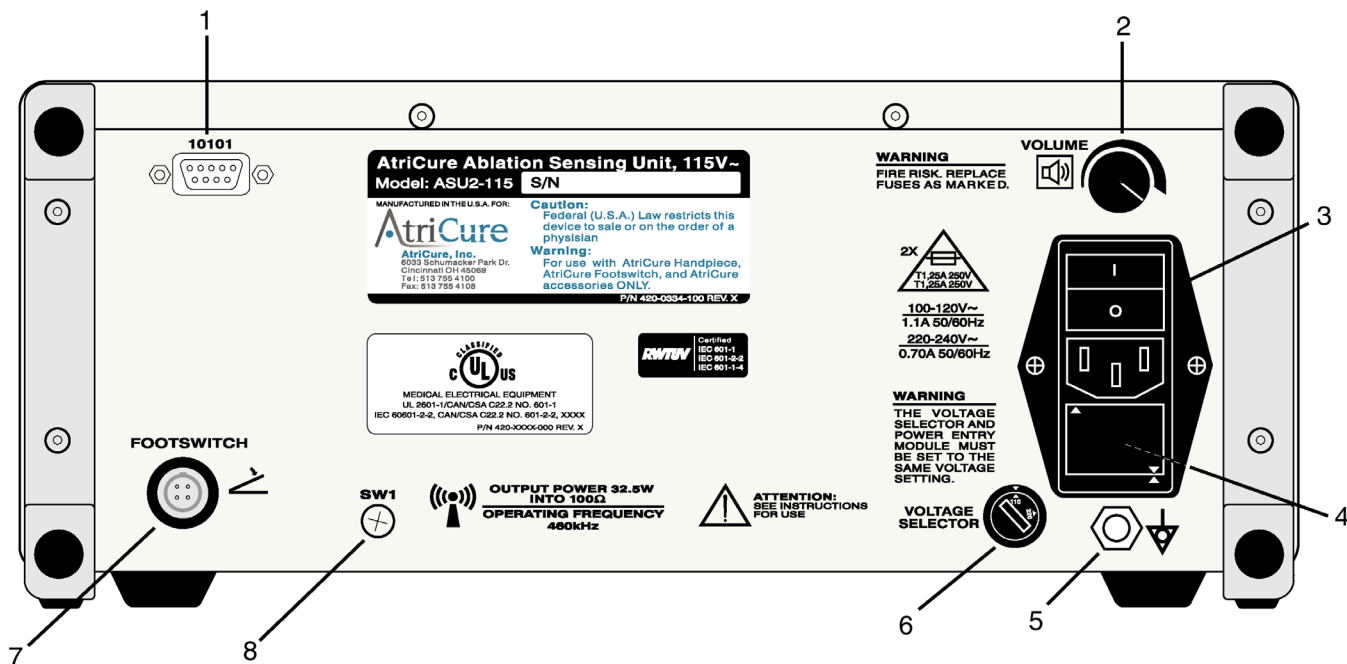 1
2
10101
VOLUME
WARNING
FIRE RISK. REPLACE
FUSES AS MARKED.
AtriCure Ablation Sensing Unit, 115V~
Model: ASU2-115 S/N
MANUFACTURED IN THE U.S.A. FOR:
AtriCure
AtriCure, Inc.
6033 Schumacker Park Dr.
Cincinnati OH 45069
Tel: 513 755 4100
Fax: 513 755 4108
Caution:
Federal (U.S.A.) Law restricts this
device to sale or on the order of a
physisian
Warning:
For use with AtriCure Handpiece,
AtriCure Footswitch, and AtriCure
accessories ONLY.
P/N 420-0334-100 REV. X
3
2X
T1,25A 250V
T1,25A 250V
100-120V~
1.1A 50/60Hz
220-240V~
0.70A 50/60Hz
I
O
CLASSIFIED
C UL US
MEDICAL ELECTRICAL EQUIPMENT
UL 2601-1/CAN/CSA C22.2 NO. 601-1
IEC 60601-2-2, CAN/CSA C22.2 NO. 601-2-2, XXXX
P/N 420-XXXX-000 REV. X
RWTUV
Certified
IEC 601-1
IEC 601-2-2
IEC 601-1-4
WARNING
THE VOLTAGE
SELECTOR AND
POWER ENTRY
MODULE MUST
BE SET TO THE
SAME VOLTAGE
SETTING.
FOOTSWITCH
SW1
OUTPUT POWER 32.5W
INTO 100Ω
OPERATING FREQUENCY
460kHz
ATTENTION:
SEE INSTRUCTIONS
FOR USE
VOLTAGE
SELECTOR
110
4
5
6
7
8